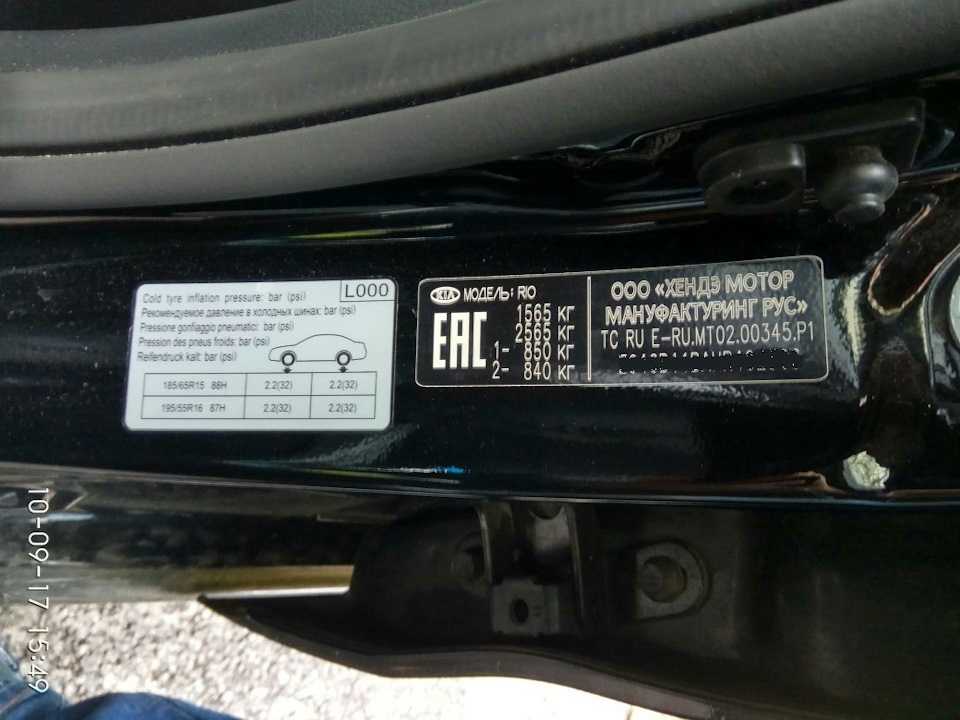 L000
Cold tyre inflation pressure: bar (psi)
Рекомендуемое давление в холодных шинах: bar (psi)
Pressione gonfiaggio pneumatic: bar (psi)
Pression des pneus froids: bar (psi)
Reifendruck kalt: bar (psi)
185/65R15 88H 2.2(32) 2.2(32)
195/55R16 87H 2.2(32) 2.2(32)
KIA МОДЕЛЬ: RIO
EAC
1565 КГ
2565 КГ
1- 850 КГ
2- 840 КГ
ООО «ХЕНДЭ МОТОР
МАНУФАКТУРИНГ РУС»
TC RU E-RU.MT02.00345.P1
10-09-17 15:49